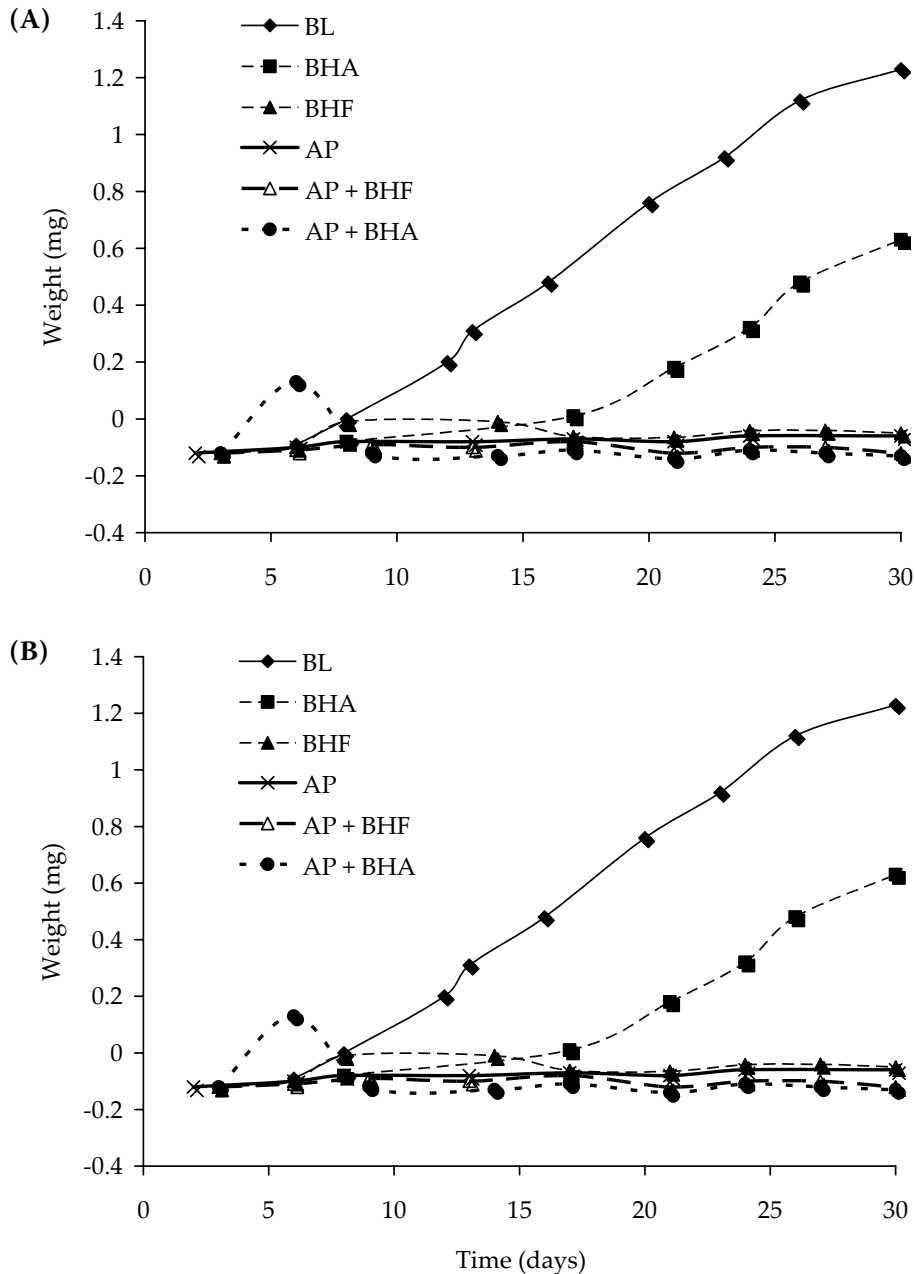 (A)
1.4
1.2
1
0.8
0.6
0.4
0.2
0
-0.2
-0.4
Weight (mg)
BL
BHA
BHF
AP
AP + BHF
AP + BHA
0 5 10 15 20 25 30
(B)
1.4
1.2
1
0.8
0.6
0.4
0.2
0
-0.2
-0.4
Weight (mg)
BL
BHA
BHF
AP
AP + BHF
AP + BHA
0 5 10 15 20 25 30
Time (days)